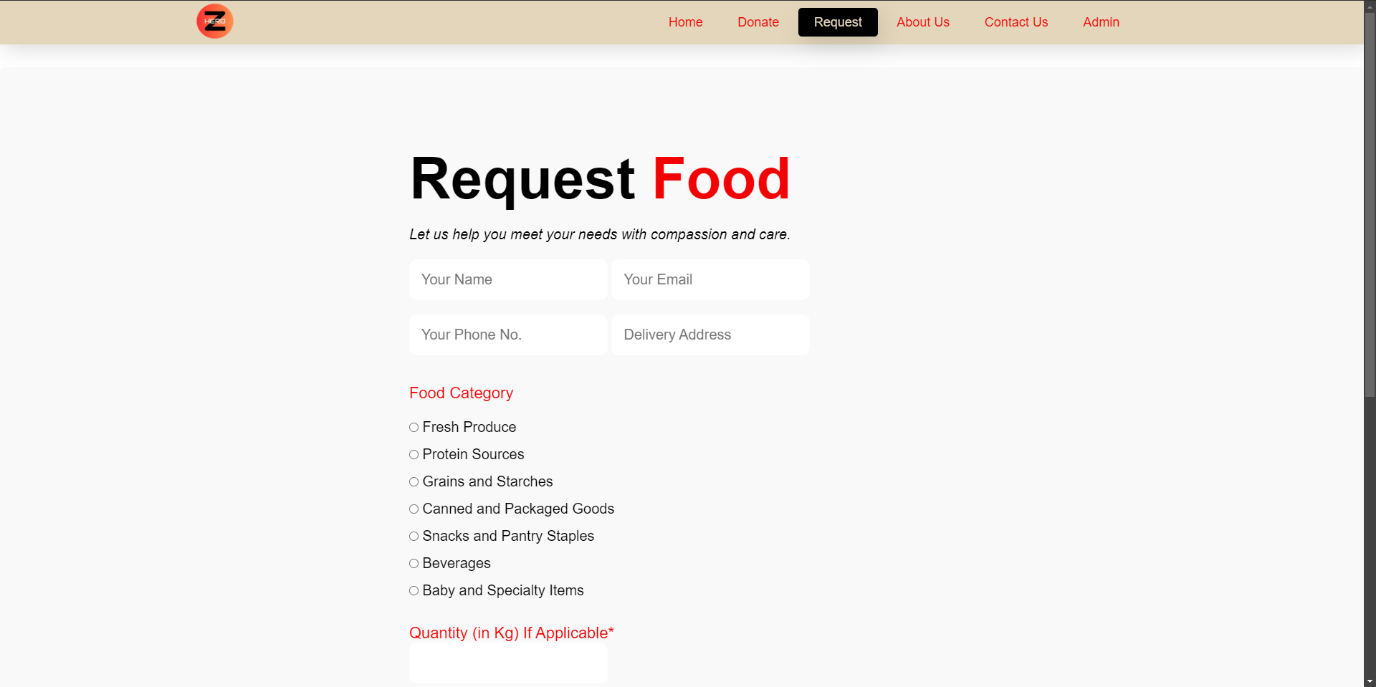 Z
HERO
Home Donate Request About Us Contact Us Admin
Request Food
Let us help you meet your needs with compassion and care.
Your Name Your Email
Your Phone No. Delivery Address
Food Category
Fresh Produce
Protein Sources
Grains and Starches
Canned and Packaged Goods
Snacks and Pantry Staples
Beverages
Baby and Specialty Items
Quantity (in Kg) If Applicable*